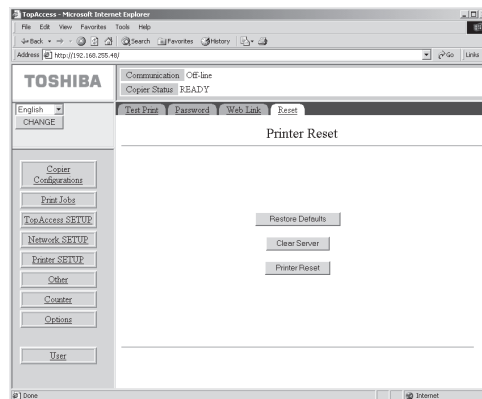 TopAccess - Microsoft Internet Explorer
File Edit View Favorites Tools Help
Back Search Favorites History
Address http://192.168.255.48/ Go Links
TOSHIBA
Communication Off-line
Copier Status READY
English
CHANGE
Test Print Password Web Link Reset
Printer Reset
Copier Configurations
Print Jobs
TopAccess SETUP
Network SETUP
Printer SETUP
Other
Counter
Options
User
Restore Defaults
Clear Server
Printer Reset
Done Internet